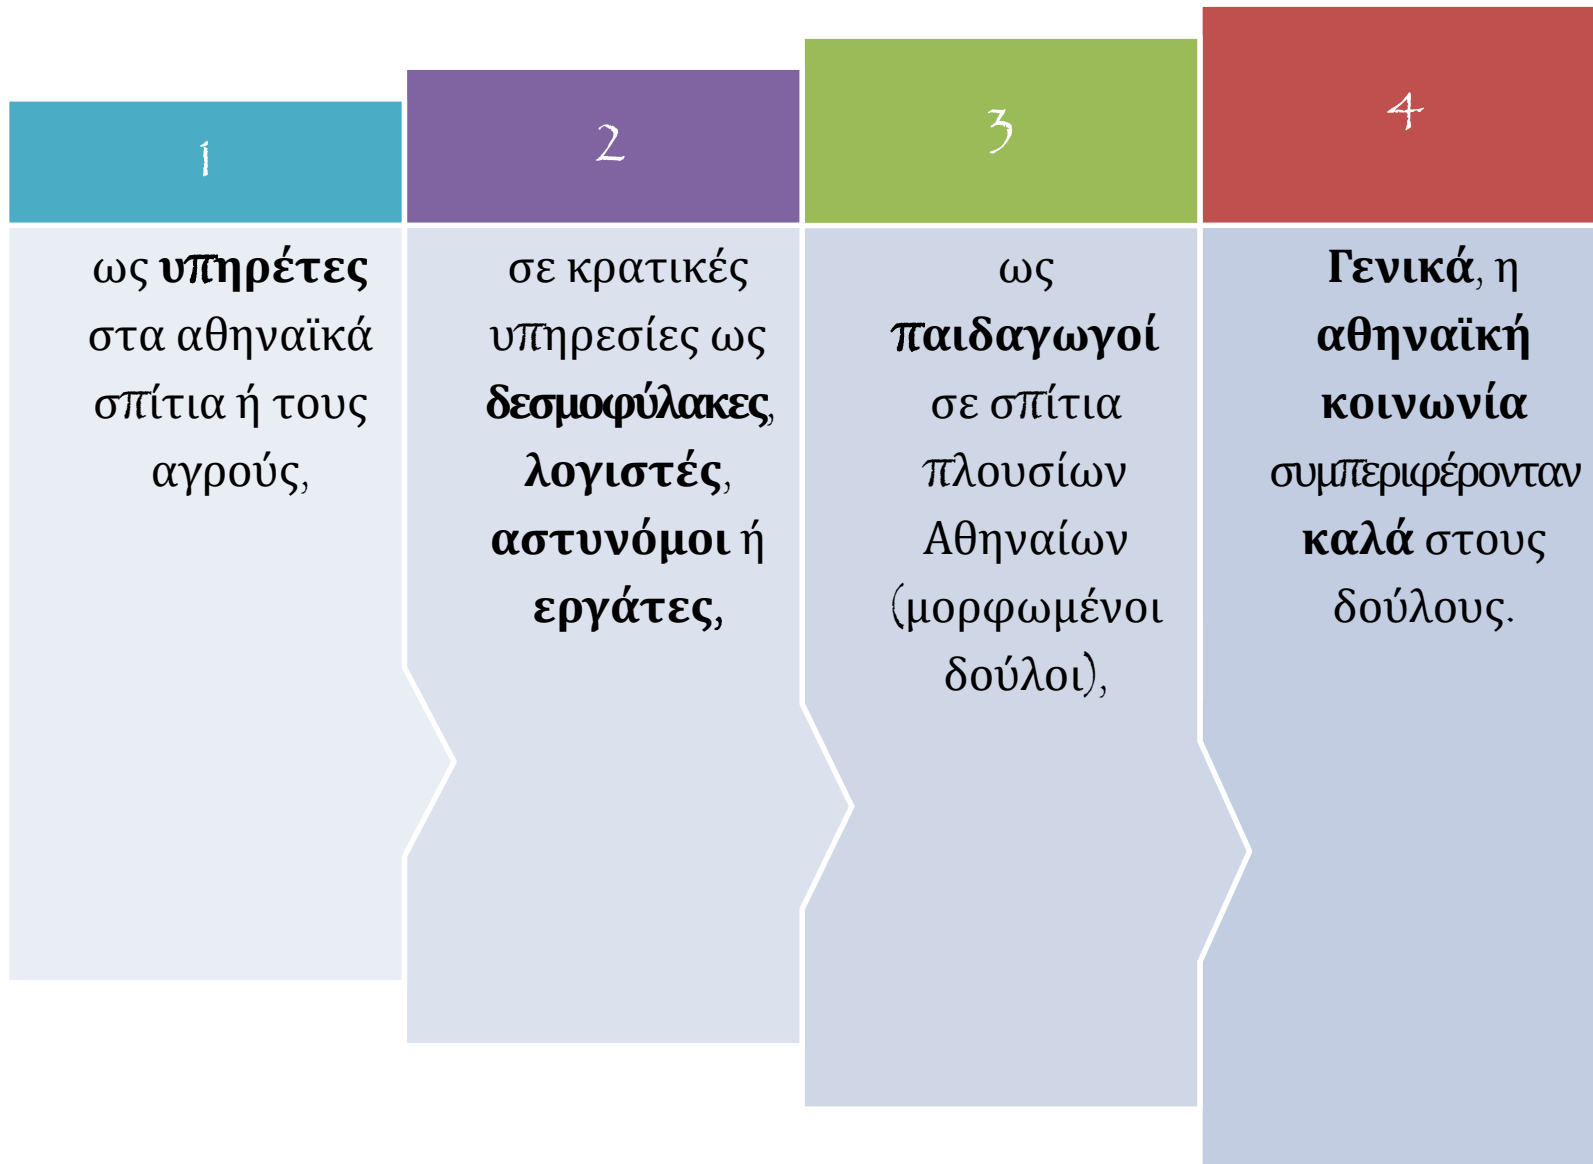 1
ως υπηρέτες
στα αθηναϊκά
σπίτια ή τους
αγρούς,
2
σε κρατικές
υπηρεσίες ως
δεσμοφύλακες,
λογιστές,
αστυνόμοι ή
εργάτες,
3
ως
παιδαγωγοί
σε σπίτια
πλουσίων
Αθηναίων
(μορφωμένοι
δούλοι),
4
Γενικά, η
αθηναϊκή
κοινωνία
συμπεριφέρονταν
καλά στους
δούλους.